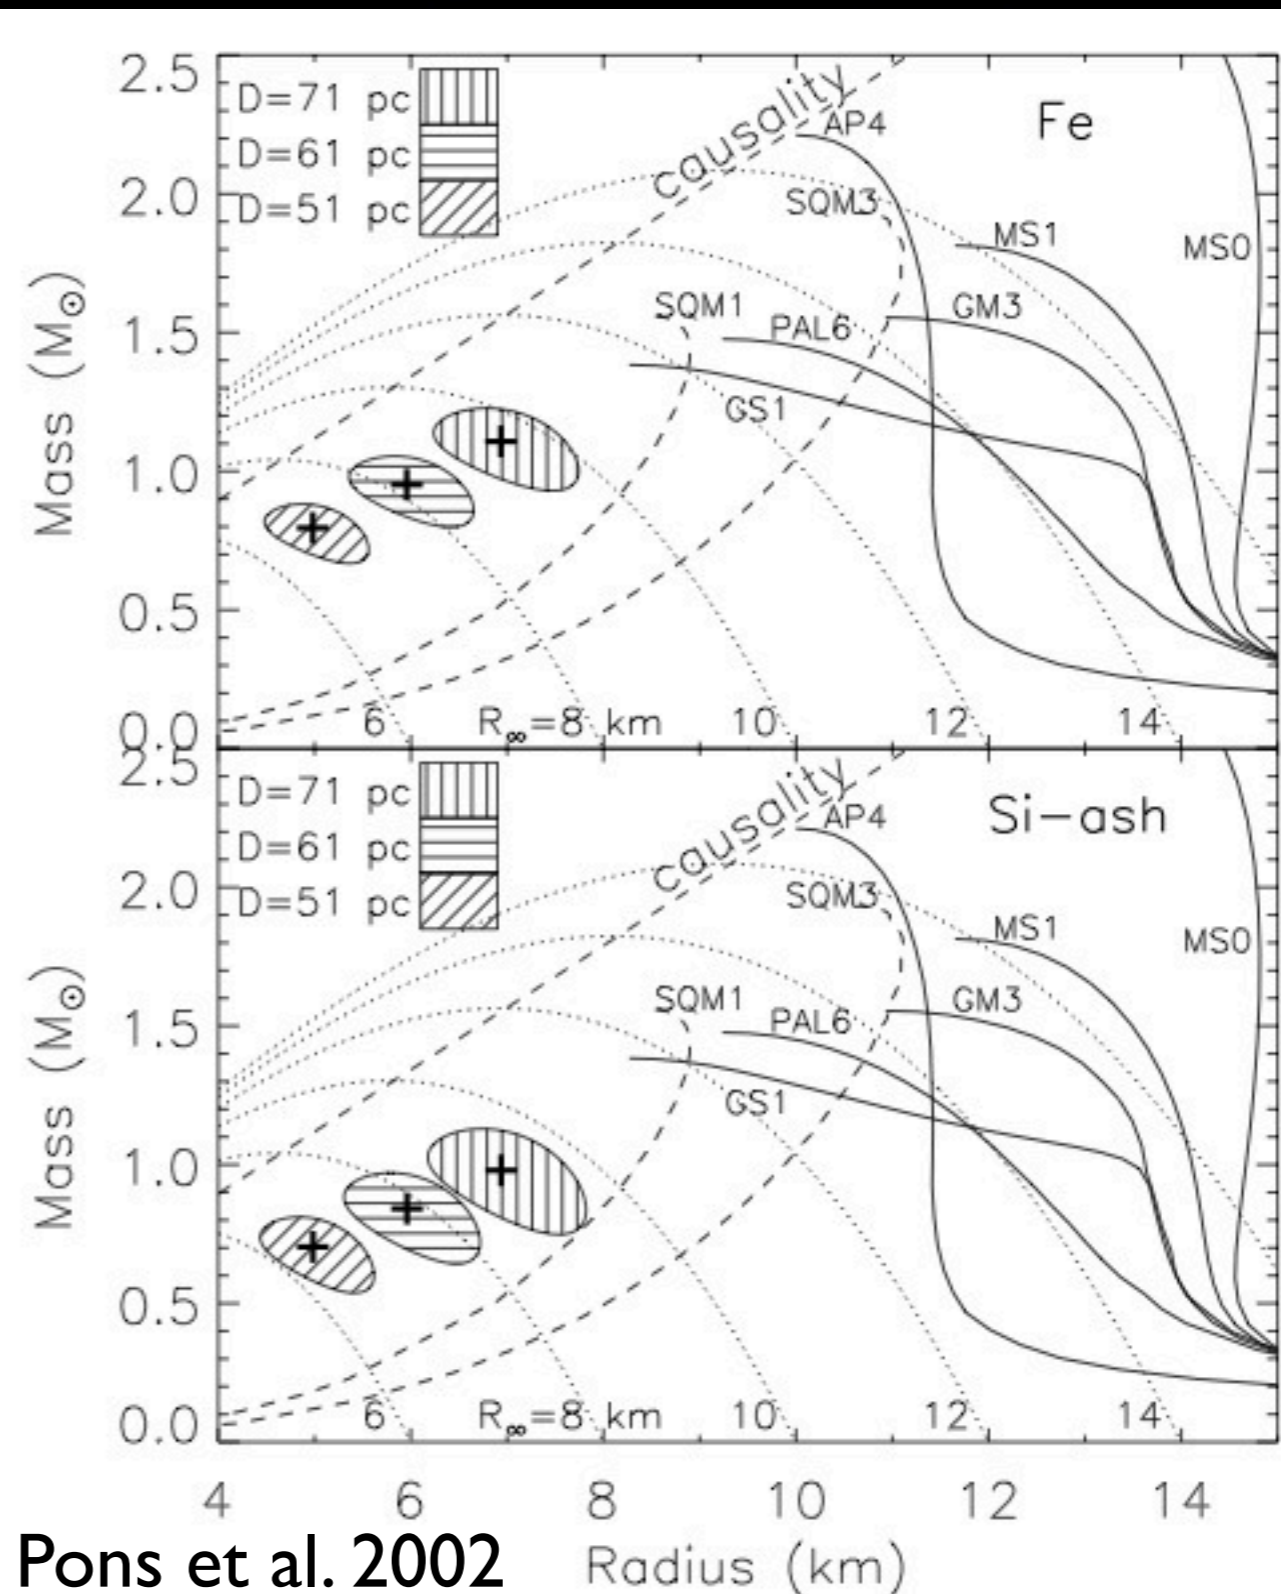 2.5
D=71 pc
D=61 pc
D=51 pc
causality
AP4
Fe
2.0
SQM3
MS1
MS0
Mass (M☉)
1.5
SQM1
PAL6
GM3
GS1
1.0
0.5
0.0
6
R∞=8 km
10
12
14
2.5
D=71 pc
D=61 pc
D=51 pc
causality
AP4
Si-ash
2.0
SQM3
MS1
MS0
Mass (M☉)
1.5
SQM1
PAL6
GM3
GS1
1.0
0.5
0.0
6
R∞=8 km
10
12
14
4 6 8 10 12 14
Radius (km)
Pons et al. 2002